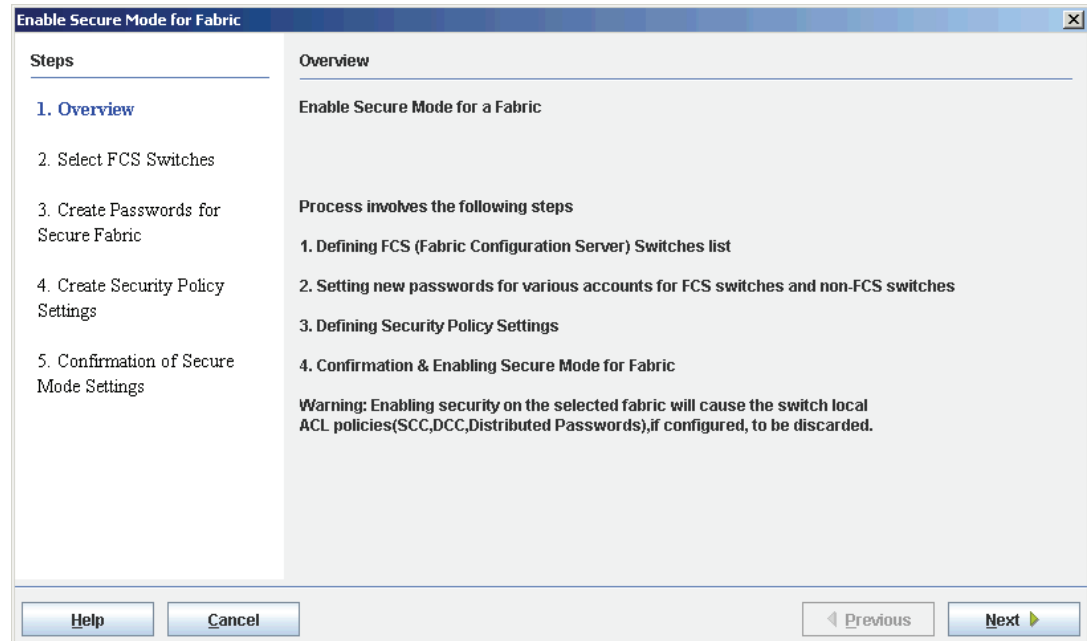 Enable Secure Mode for Fabric
Steps
1. Overview
2. Select FCS Switches
3. Create Passwords for
Secure Fabric
4. Create Security Policy
Settings
5. Confirmation of Secure
Mode Settings
Overview
Enable Secure Mode for a Fabric
Process involves the following steps
1. Defining FCS (Fabric Configuration Server) Switches list
2. Setting new passwords for various accounts for FCS switches and non-FCS switches
3. Defining Security Policy Settings
4. Confirmation & Enabling Secure Mode for Fabric
Warning: Enabling security on the selected fabric will cause the switch local
ACL policies(SCC,DCC,Distributed Passwords),if configured, to be discarded.
Help
Cancel
Previous
Next